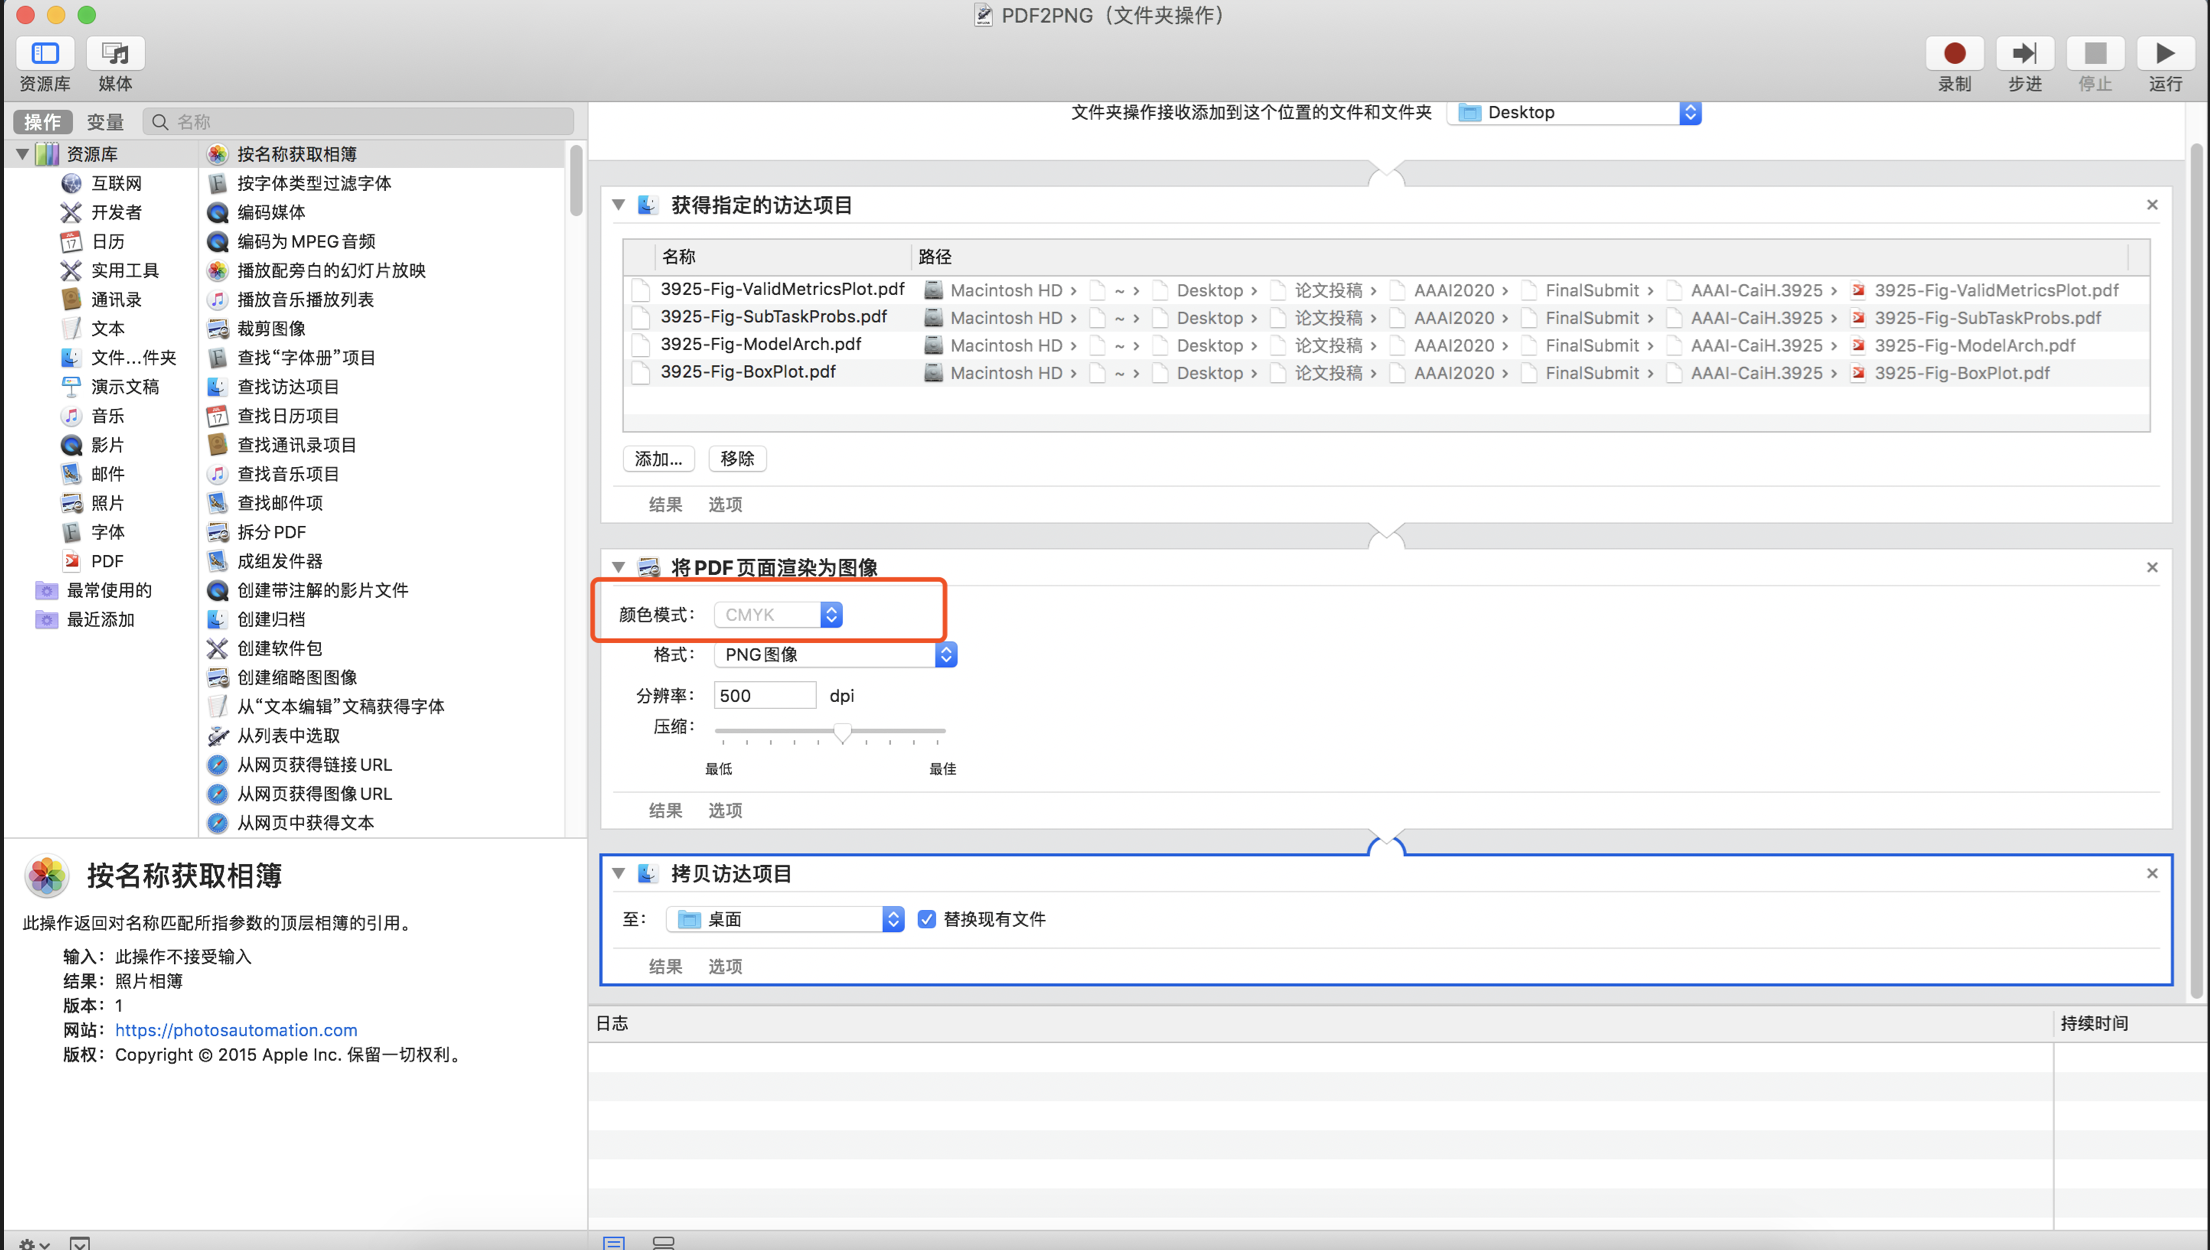 PDF2PNG（文件夹操作）
资源库 媒体 录制 步进 停止 运行
操作 变量 名称
文件夹操作接收添加到这个位置的文件和文件夹 Desktop
资源库
互联网
开发者
日历
实用工具
通讯录
文本
文件…件夹
演示文稿
音乐
影片
邮件
照片
字体
PDF
最常使用的
最近添加
按名称获取相簿
按字体类型过滤字体
编码媒体
编码为 MPEG 音频
播放配旁白的幻灯片放映
播放音乐播放列表
裁剪图像
查找“字体册”项目
查找访达项目
查找日历项目
查找通讯录项目
查找音乐项目
查找邮件项
拆分 PDF
成组发件器
创建带注解的影片文件
创建归档
创建软件包
创建缩略图图像
从“文本编辑”文稿获得字体
从列表中选取
从网页获得链接 URL
从网页获得图像 URL
从网页中获得文本
按名称获取相簿
此操作返回对名称匹配所指参数的顶层相簿的引用。
输入： 此操作不接受输入
结果： 照片相簿
版本： 1
网站： https://photosautomation.com
版权： Copyright © 2015 Apple Inc. 保留一切权利。
获得指定的访达项目
名称 路径
3925-Fig-ValidMetricsPlot.pdf Macintosh HD › ~ › Desktop › 论文投稿 › AAAI2020 › FinalSubmit › AAAI-CaiH.3925 › 3925-Fig-ValidMetricsPlot.pdf
3925-Fig-SubTaskProbs.pdf Macintosh HD › ~ › Desktop › 论文投稿 › AAAI2020 › FinalSubmit › AAAI-CaiH.3925 › 3925-Fig-SubTaskProbs.pdf
3925-Fig-ModelArch.pdf Macintosh HD › ~ › Desktop › 论文投稿 › AAAI2020 › FinalSubmit › AAAI-CaiH.3925 › 3925-Fig-ModelArch.pdf
3925-Fig-BoxPlot.pdf Macintosh HD › ~ › Desktop › 论文投稿 › AAAI2020 › FinalSubmit › AAAI-CaiH.3925 › 3925-Fig-BoxPlot.pdf
添加... 移除
结果 选项
将 PDF 页面渲染为图像
颜色模式： CMYK
格式： PNG 图像
分辨率： 500 dpi
压缩：
最低 最佳
结果 选项
拷贝访达项目
至： 桌面 替换现有文件
结果 选项
日志 持续时间